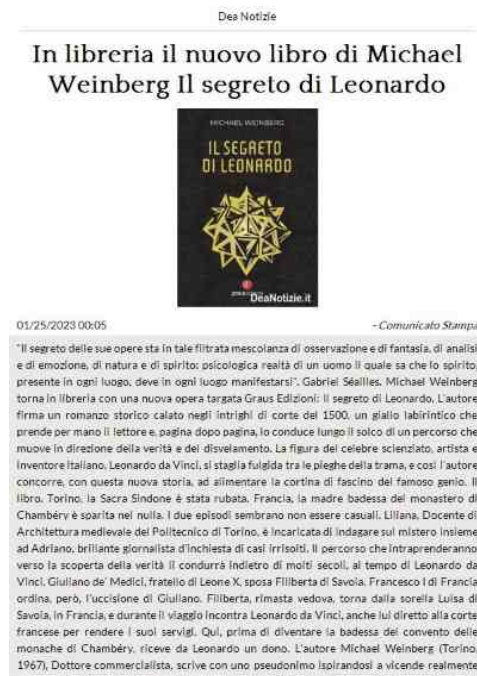 Dea Notizie
In libreria il nuovo libro di Michael
Weinberg Il segreto di Leonardo
MICHAEL WEINBERG
IL SEGRETO
DI LEONARDO
DeaNotizie.it
01/25/2023 00:05
- Comunicato Stampa
"Il segreto delle sue opere sta in tale filtrata mescolanza di osservazione e di fantasia, di analisi
e di emozione, di natura e di spirito: psicologica realtà di un uomo il quale sa che lo spirito,
presente in ogni luogo, deve in ogni luogo manifestarsi". Gabriel Séailles. Michael Weinberg
torna in libreria con una nuova opera targata Graus Edizioni: Il segreto di Leonardo. L'autore
firma un romanzo storico calato negli intrighi di corte del 1500, un giallo labirintico che
prende per mano il lettore e, pagina dopo pagina, lo conduce lungo il solco di un percorso che
muove in direzione della verità e del disvelamento. La figura del celebre scienziato, artista e
inventore italiano, Leonardo da Vinci, si staglia fulgida tra le pieghe della trama, e così l'autore
concorre, con questa nuova storia, ad alimentare la cortina di fascino del famoso genio. Il
libro. Torino, la Sacra Sindone è stata rubata. Francia, la madre badessa del monastero di
Chambéry è sparita nel nulla. I due episodi sembrano non essere casuali. Liliana, Docente di
Architettura medievale del Politecnico di Torino, è incaricata di indagare sul mistero insieme
ad Adriano, brillante giornalista d'inchiesta di casi irrisolti. Il percorso che intraprenderanno
verso la scoperta della verità li condurrà indietro di molti secoli, al tempo di Leonardo da
Vinci. Giuliano de' Medici, fratello di Leone X, sposa Filiberta di Savoia. Francesco I di Francia
ordina, però, l'uccisione di Giuliano. Filiberta, rimasta vedova, torna dalla sorella Luisa di
Savoia, in Francia, e durante il viaggio incontra Leonardo da Vinci, anche lui diretto alla corte
francese per rendere i suoi servigi. Qui, prima di diventare la badessa del convento delle
monache di Chambéry, riceve da Leonardo un dono. L'autore Michael Weinberg (Torino,
1967), Dottore commercialista, scrive con uno pseudonimo ispirandosi a vicende realmente